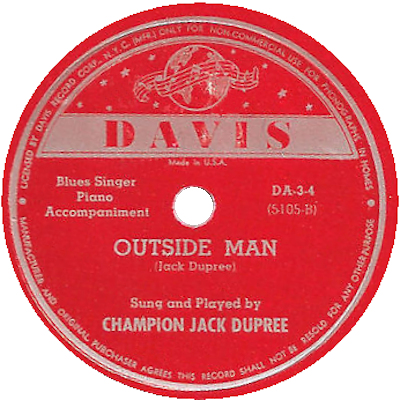 LICENSED BY DAVIS RECORD CORP., N.Y.C. (MFR.) ONLY FOR NON-COMMERCIAL USE FOR PHONOGRAPHS IN HOMES
DAVIS
Made in U.S.A.
Blues Singer
Piano
Accompaniment
DA-3-4
(5105-B)
OUTSIDE MAN
(Jack Dupree)
Sung and Played by
CHAMPION JACK DUPREE
MANUFACTURER AND ORIGINAL PURCHASER AGREES THIS RECORD SHALL NOT BE RESOLD FOR ANY OTHER PURPOSE